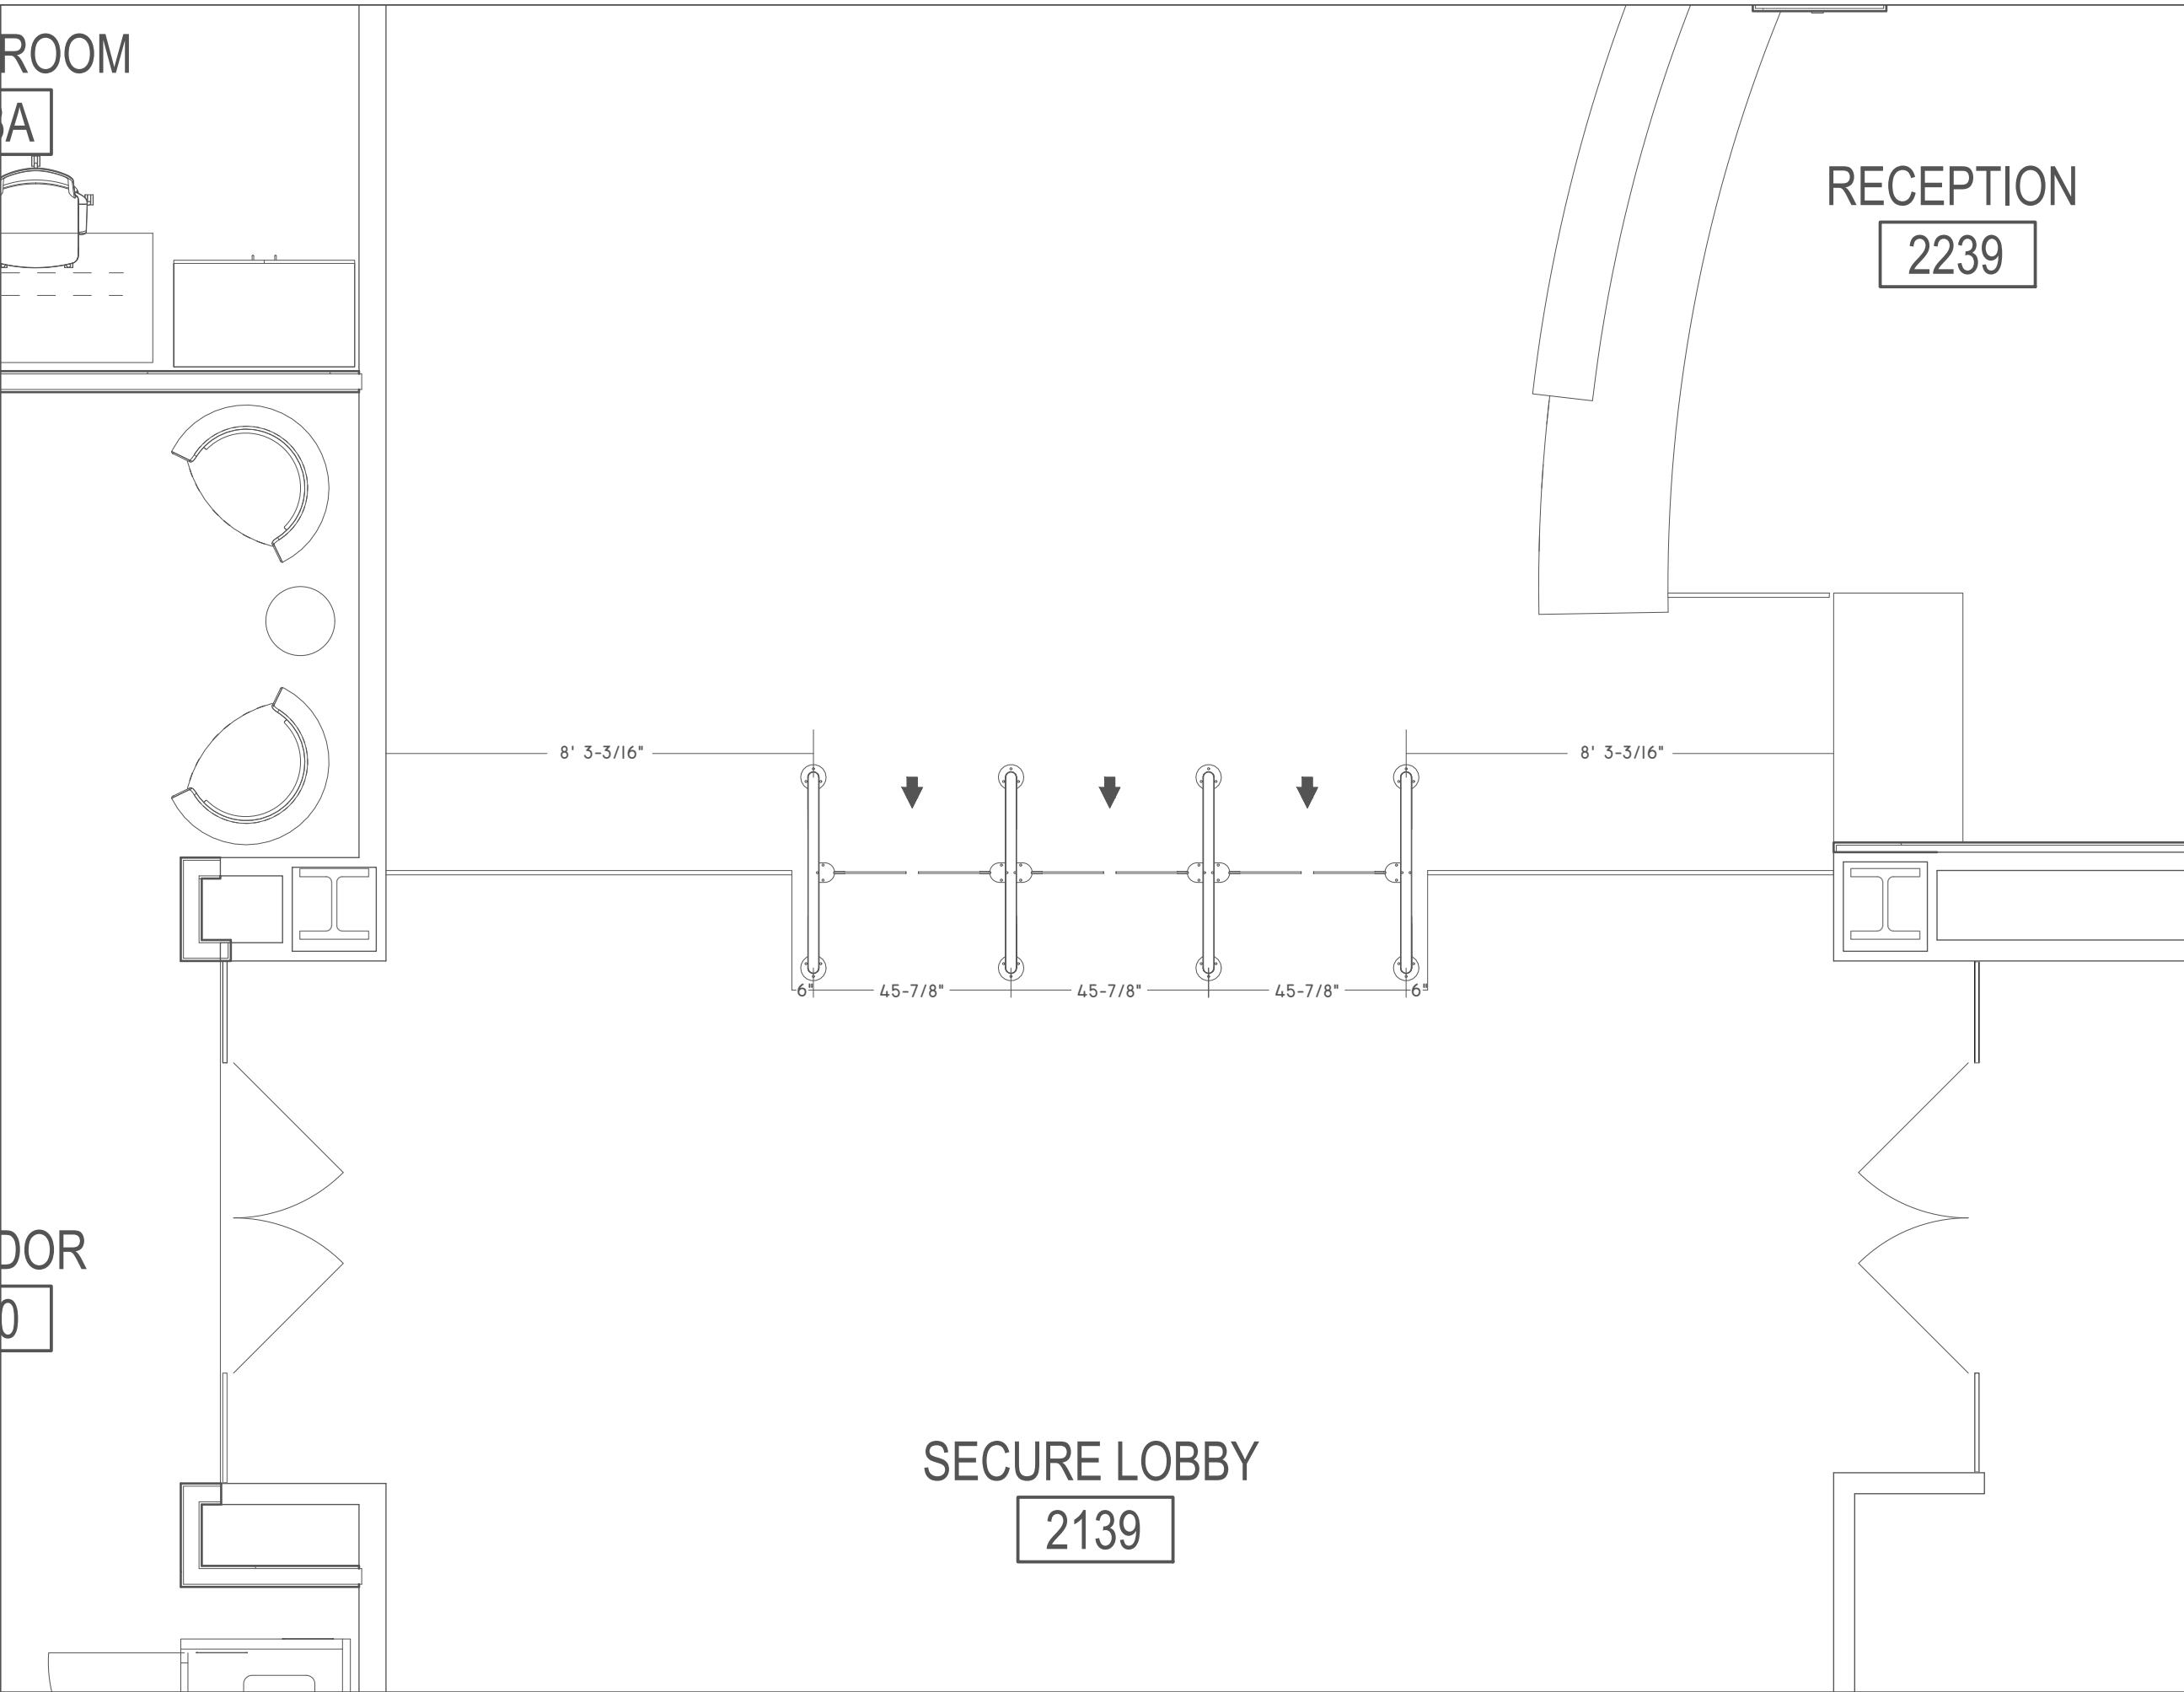 ROOM
A
RECEPTION
2239
8' 3-3/16"
8' 3-3/16"
6"
45-7/8"
45-7/8"
45-7/8"
6"
DOR
0
SECURE LOBBY
2139